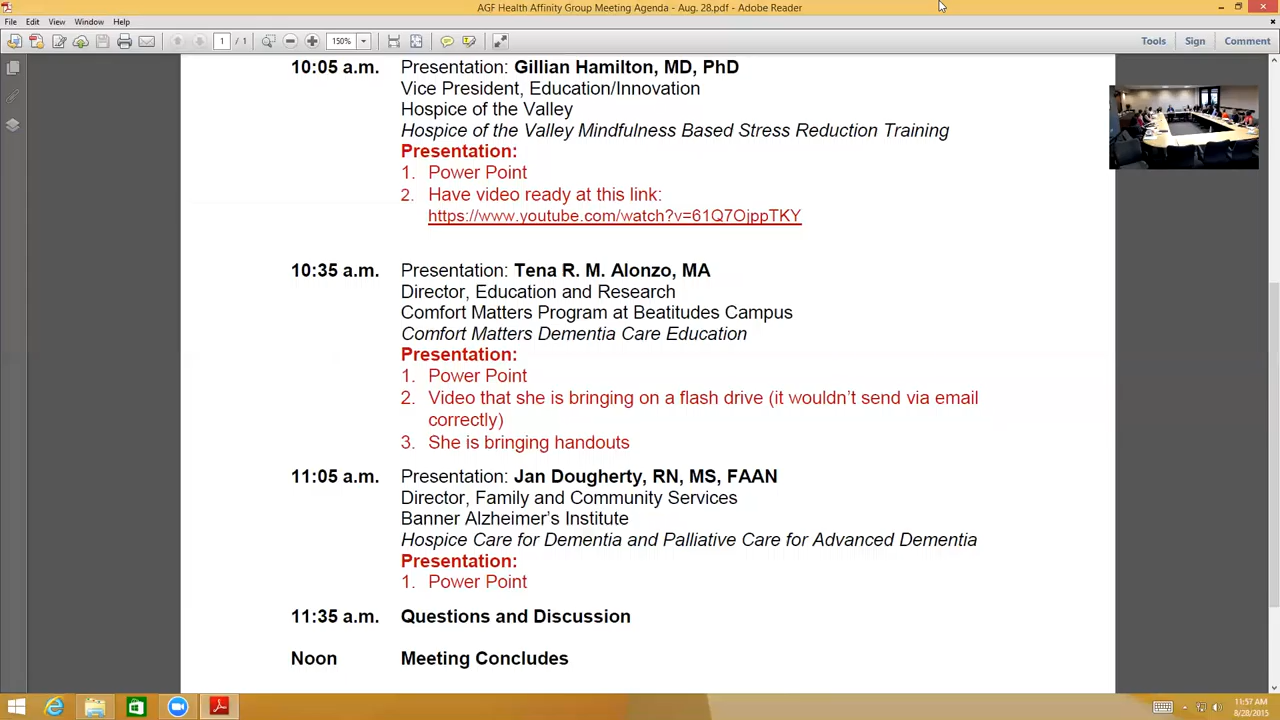 AGF Health Affinity Group Meeting Agenda - Aug. 28.pdf - Adobe Reader
File Edit View Window Help
1 / 1 150% Tools Sign Comment
10:05 a.m. Presentation: Gillian Hamilton, MD, PhD
Vice President, Education/Innovation
Hospice of the Valley
Hospice of the Valley Mindfulness Based Stress Reduction Training
Presentation:
1. Power Point
2. Have video ready at this link:
https://www.youtube.com/watch?v=61Q7OjppTKY
10:35 a.m. Presentation: Tena R. M. Alonzo, MA
Director, Education and Research
Comfort Matters Program at Beatitudes Campus
Comfort Matters Dementia Care Education
Presentation:
1. Power Point
2. Video that she is bringing on a flash drive (it wouldn’t send via email
correctly)
3. She is bringing handouts
11:05 a.m. Presentation: Jan Dougherty, RN, MS, FAAN
Director, Family and Community Services
Banner Alzheimer’s Institute
Hospice Care for Dementia and Palliative Care for Advanced Dementia
Presentation:
1. Power Point
11:35 a.m. Questions and Discussion
Noon Meeting Concludes
11:57 AM
8/28/2015